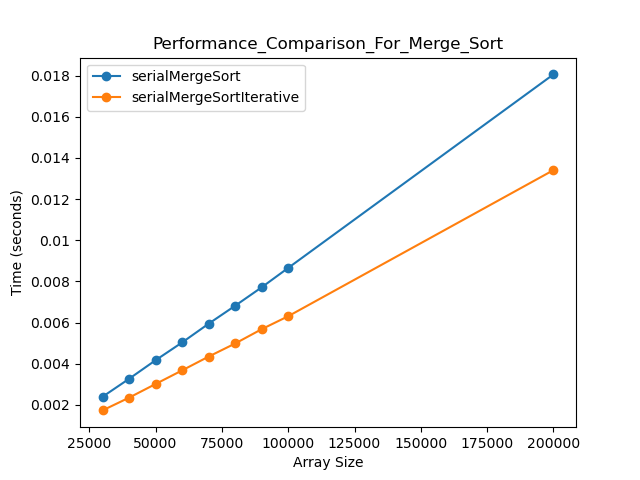 Performance_Comparison_For_Merge_Sort
serialMergeSort
serialMergeSortIterative
0.018
0.016
0.014
0.012
0.01
0.008
0.006
0.004
0.002
Time (seconds)
25000 50000 75000 100000 125000 150000 175000 200000
Array Size